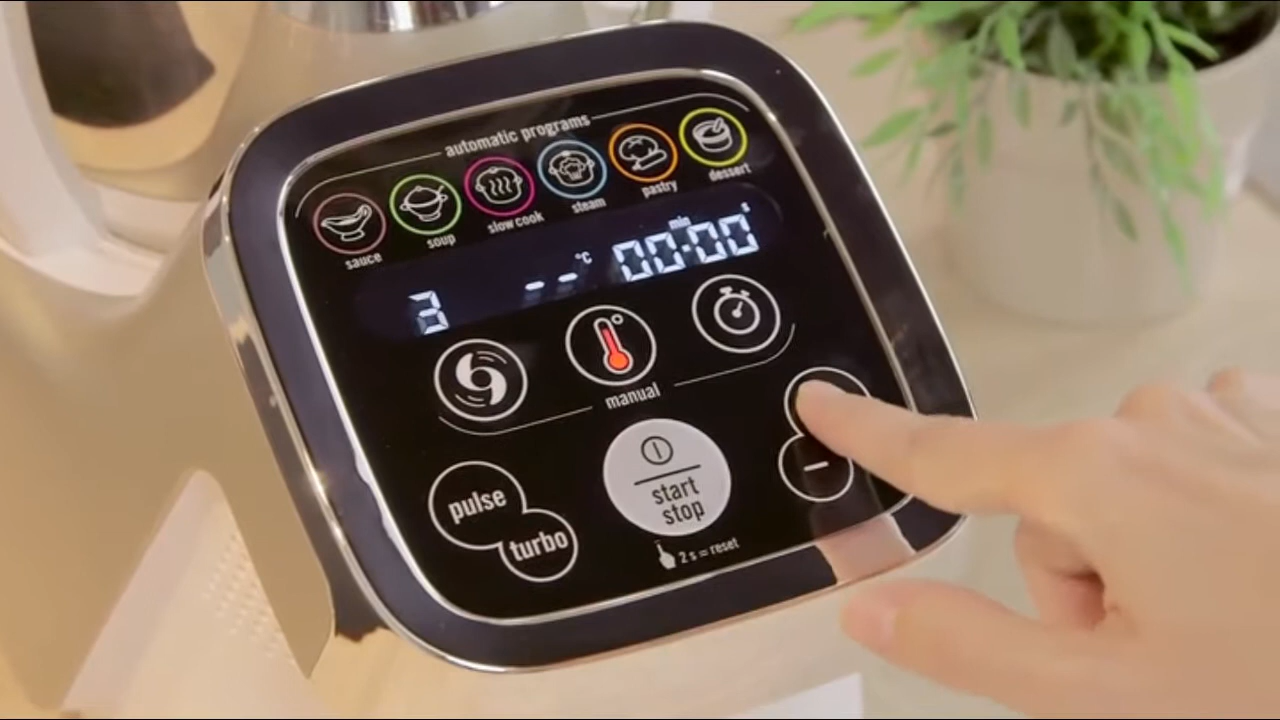 automatic programs
sauce
soup
slow cook
steam
pastry
dessert
3 -- °C 00:00 min s
manual
pulse
turbo
start
stop
−
2 s = reset